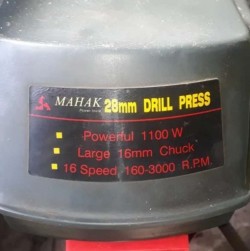 MAHAK 28mm DRILL PRESS
Powerful 1100 W
Large 16mm Chuck
16 Speed, 160-3000 R.P.M.